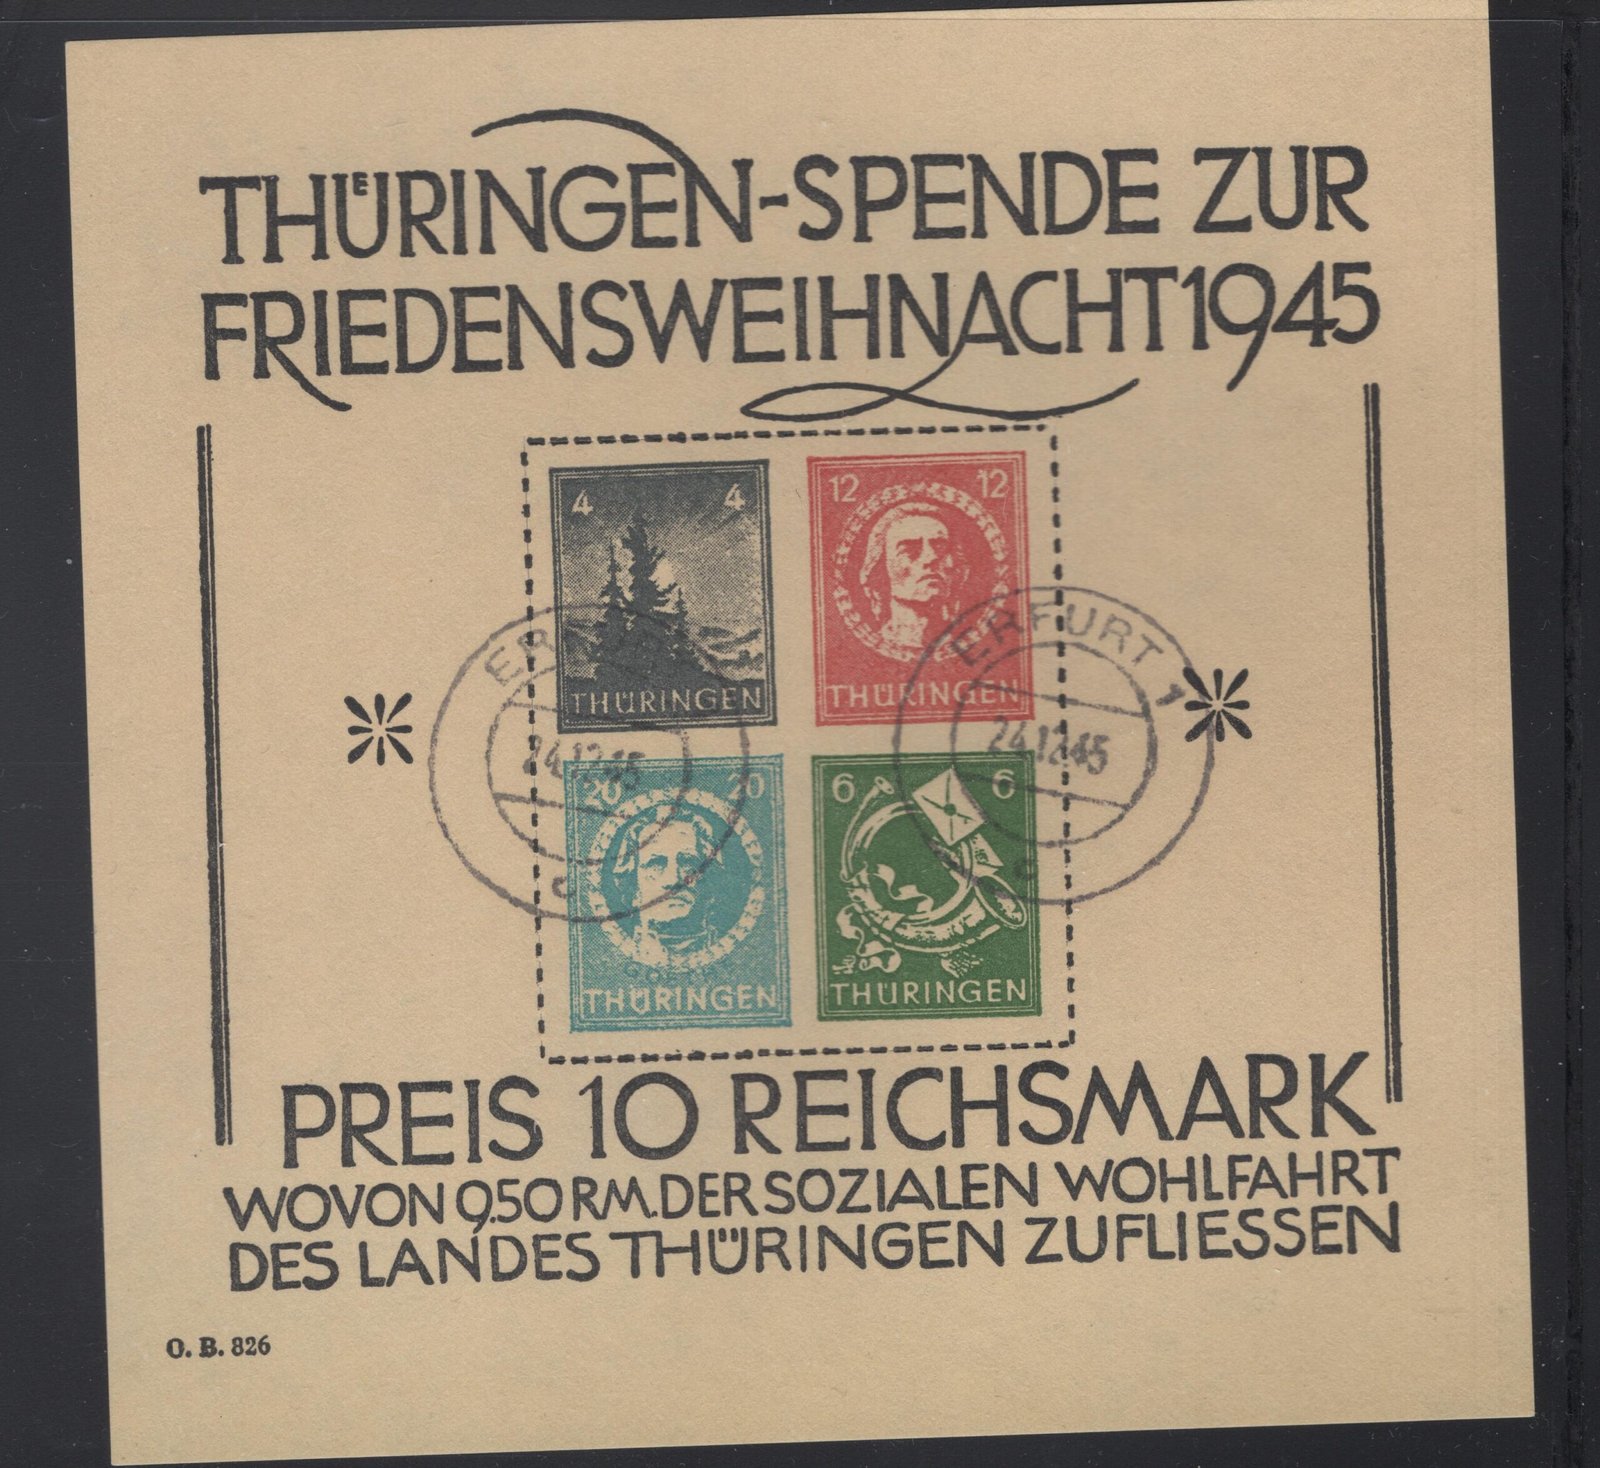 THÜRINGEN-SPENDE ZUR
FRIEDENSWEIHNACHT 1945
4 4
THÜRINGEN
12 12
THÜRINGEN
20 20
THÜRINGEN
6 6
THÜRINGEN
24.12.45
c
ERFURT 1
24.12.45
c
PREIS 10 REICHSMARK
WOVON 9.50 RM. DER SOZIALEN WOHLFAHRT
DES LANDES THÜRINGEN ZUFLIESSEN
O. B. 826